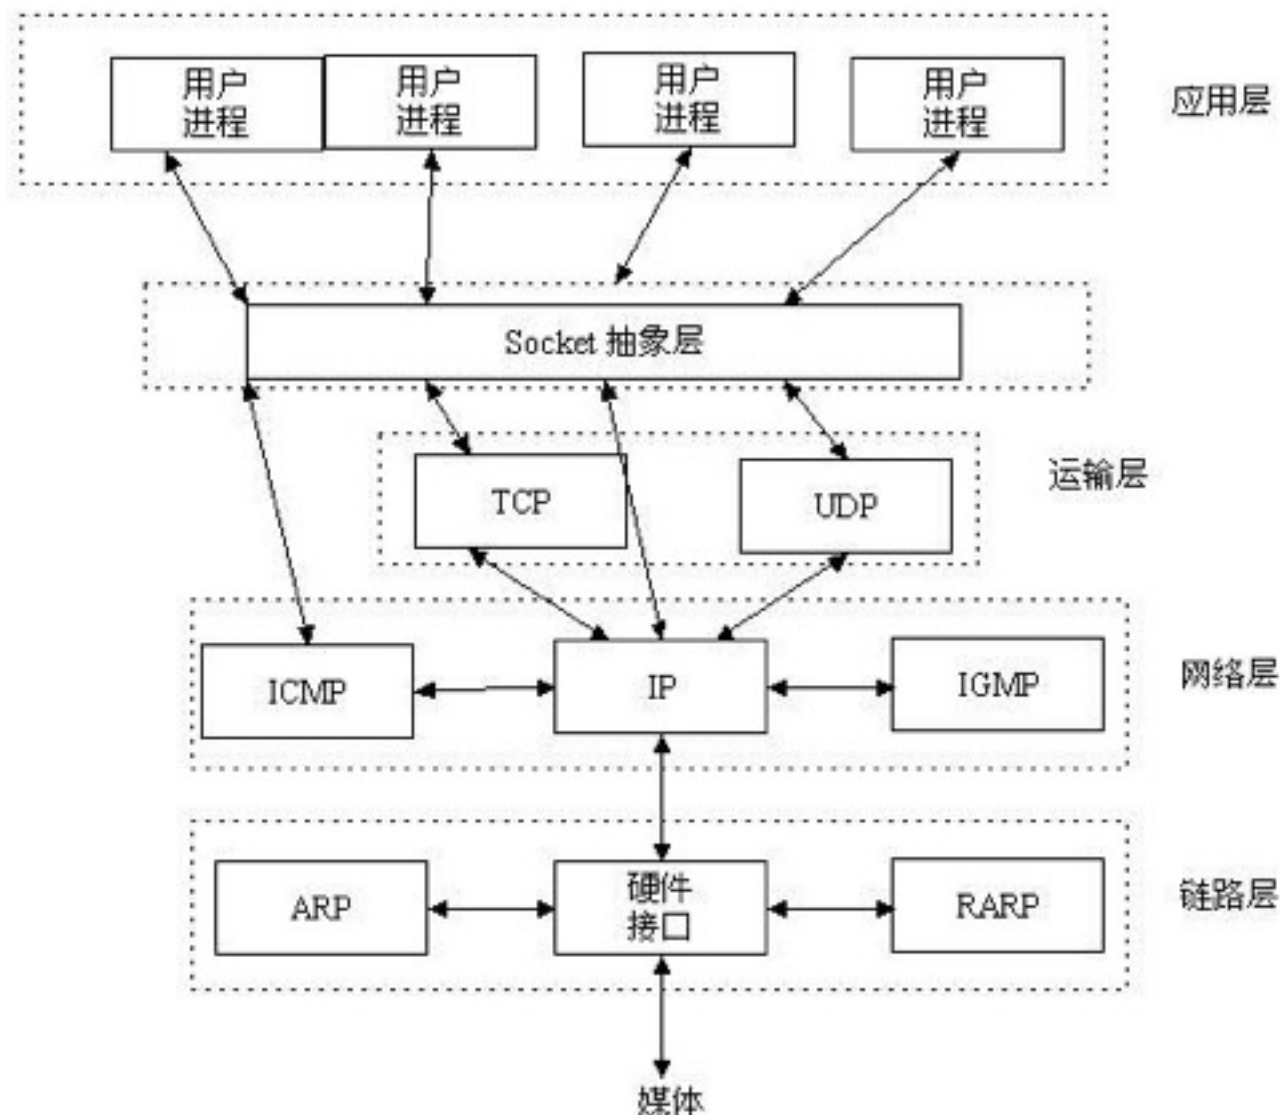 用户
进程
用户
进程
用户
进程
用户
进程
应用层
Socket 抽象层
TCP
UDP
运输层
ICMP
IP
IGMP
网络层
ARP
硬件
接口
RARP
链路层
媒体